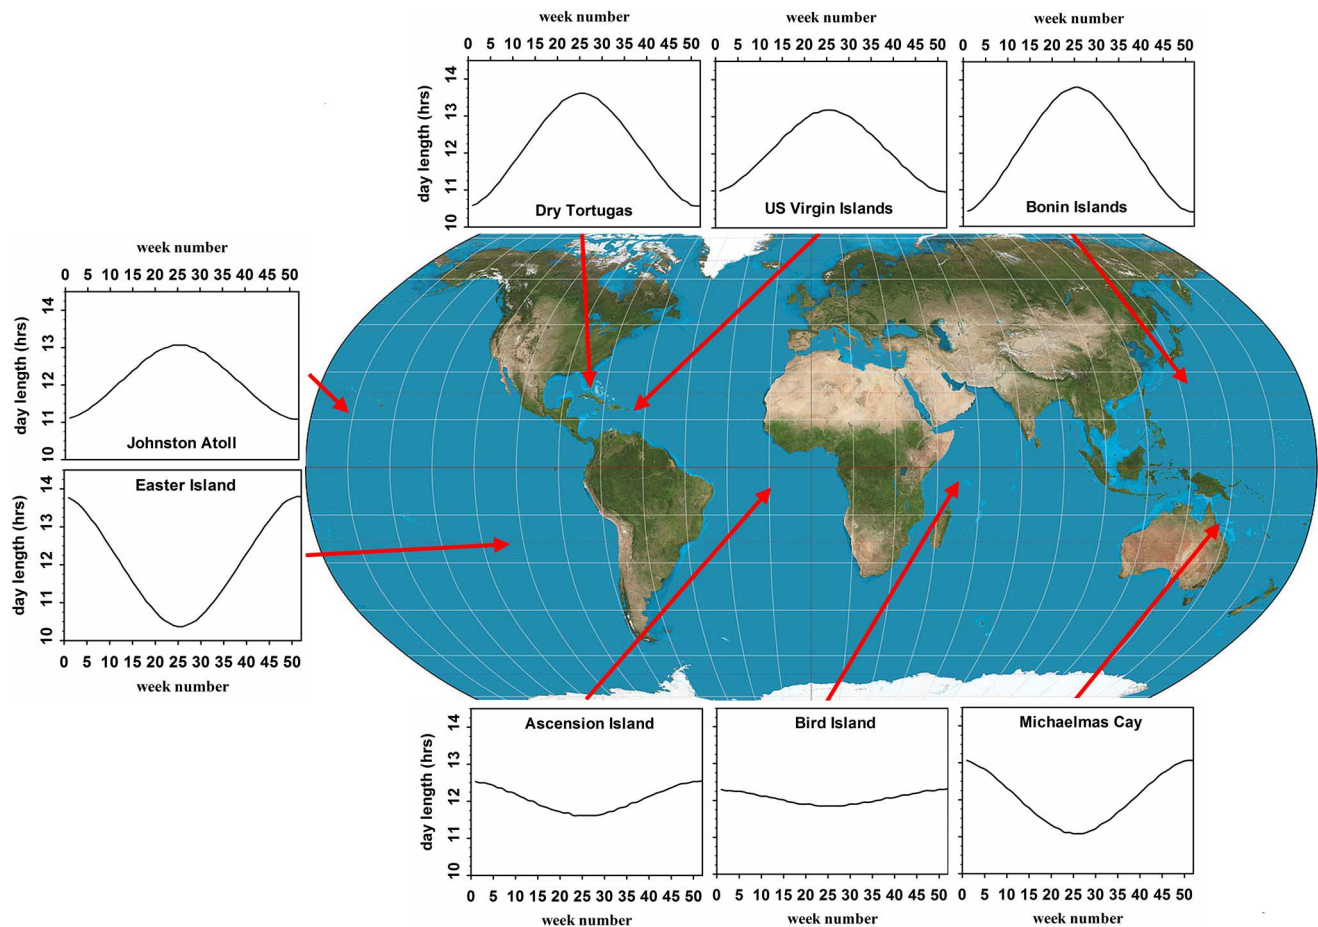 week number
week number
week number
0 5 10 15 20 25 30 35 40 45 50
0 5 10 15 20 25 30 35 40 45 50
0 5 10 15 20 25 30 35 40 45 50
day length (hrs)
14
13
12
11
10
Dry Tortugas
US Virgin Islands
Bonin Islands
week number
0 5 10 15 20 25 30 35 40 45 50
day length (hrs)
14
13
12
11
10
Johnston Atoll
Easter Island
day length (hrs)
14
13
12
11
10
0 5 10 15 20 25 30 35 40 45 50
week number
Ascension Island
Bird Island
Michaelmas Cay
day length (hrs)
14
13
12
11
10
0 5 10 15 20 25 30 35 40 45 50
0 5 10 15 20 25 30 35 40 45 50
0 5 10 15 20 25 30 35 40 45 50
week number
week number
week number